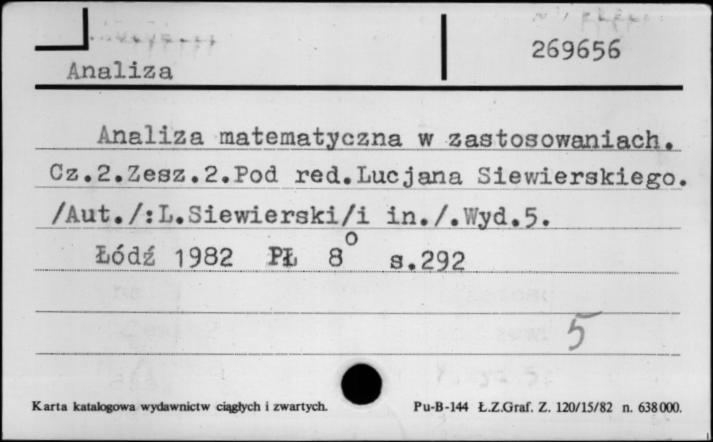 269656
Analiza
Analiza matematyczna w zastosowaniach.
Cz.2.Zesz.2.Pod red.Lucjana Siewierskiego.
/Aut./:L.Siewierski/i in./.Wyd.5.
Łódź 1982 PŁ 8° s.292
5
Karta katalogowa wydawnictw ciągłych i zwartych. Pu-B-144 Ł.Z.Graf. Z. 120/15/82 n. 638000.